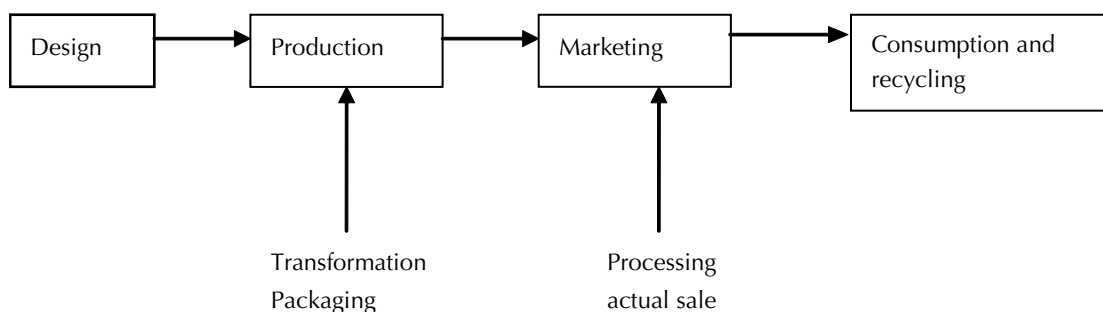 Design
Production
Marketing
Consumption and
recycling
Transformation
Packaging
Processing
actual sale